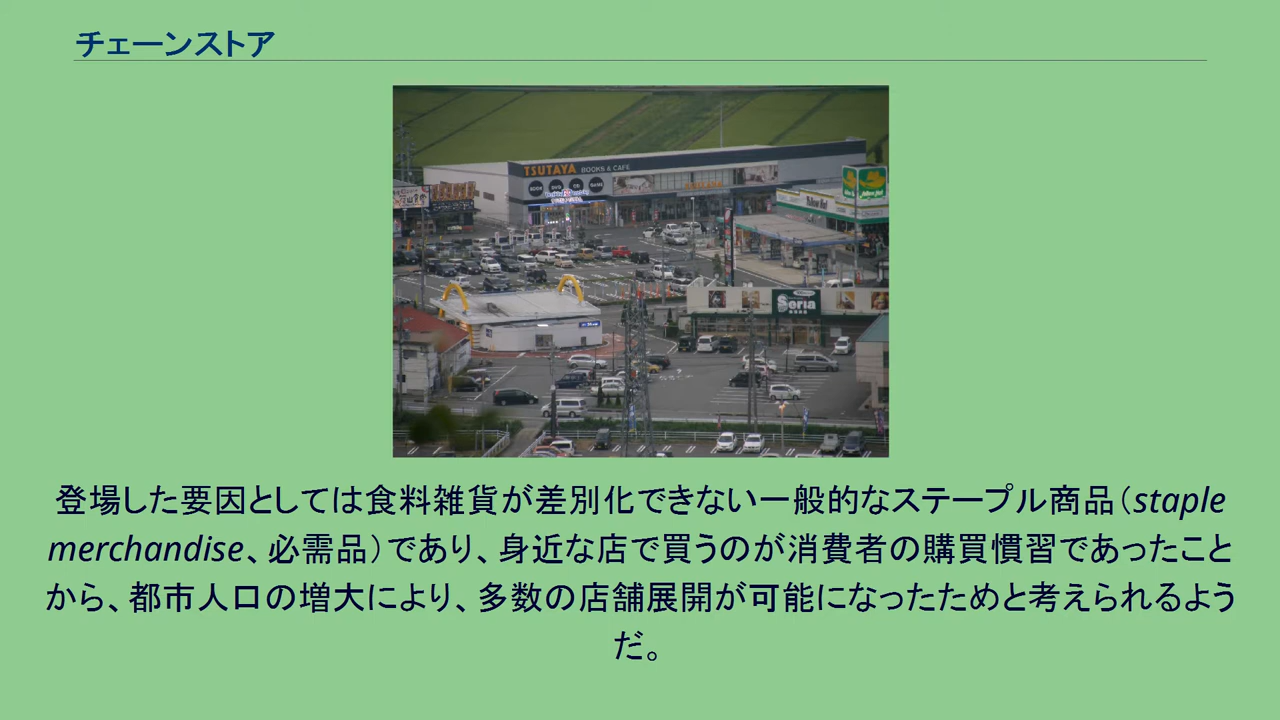 チェーンストア
TSUTAYA BOOKS & CAFE
BOOK DVD CD GAME
Seria
登場した要因としては食料雑貨が差別化できない一般的なステープル商品（staple
merchandise、必需品）であり、身近な店で買うのが消費者の購買慣習であったこと
から、都市人口の増大により、多数の店舗展開が可能になったためと考えられるよう
だ。